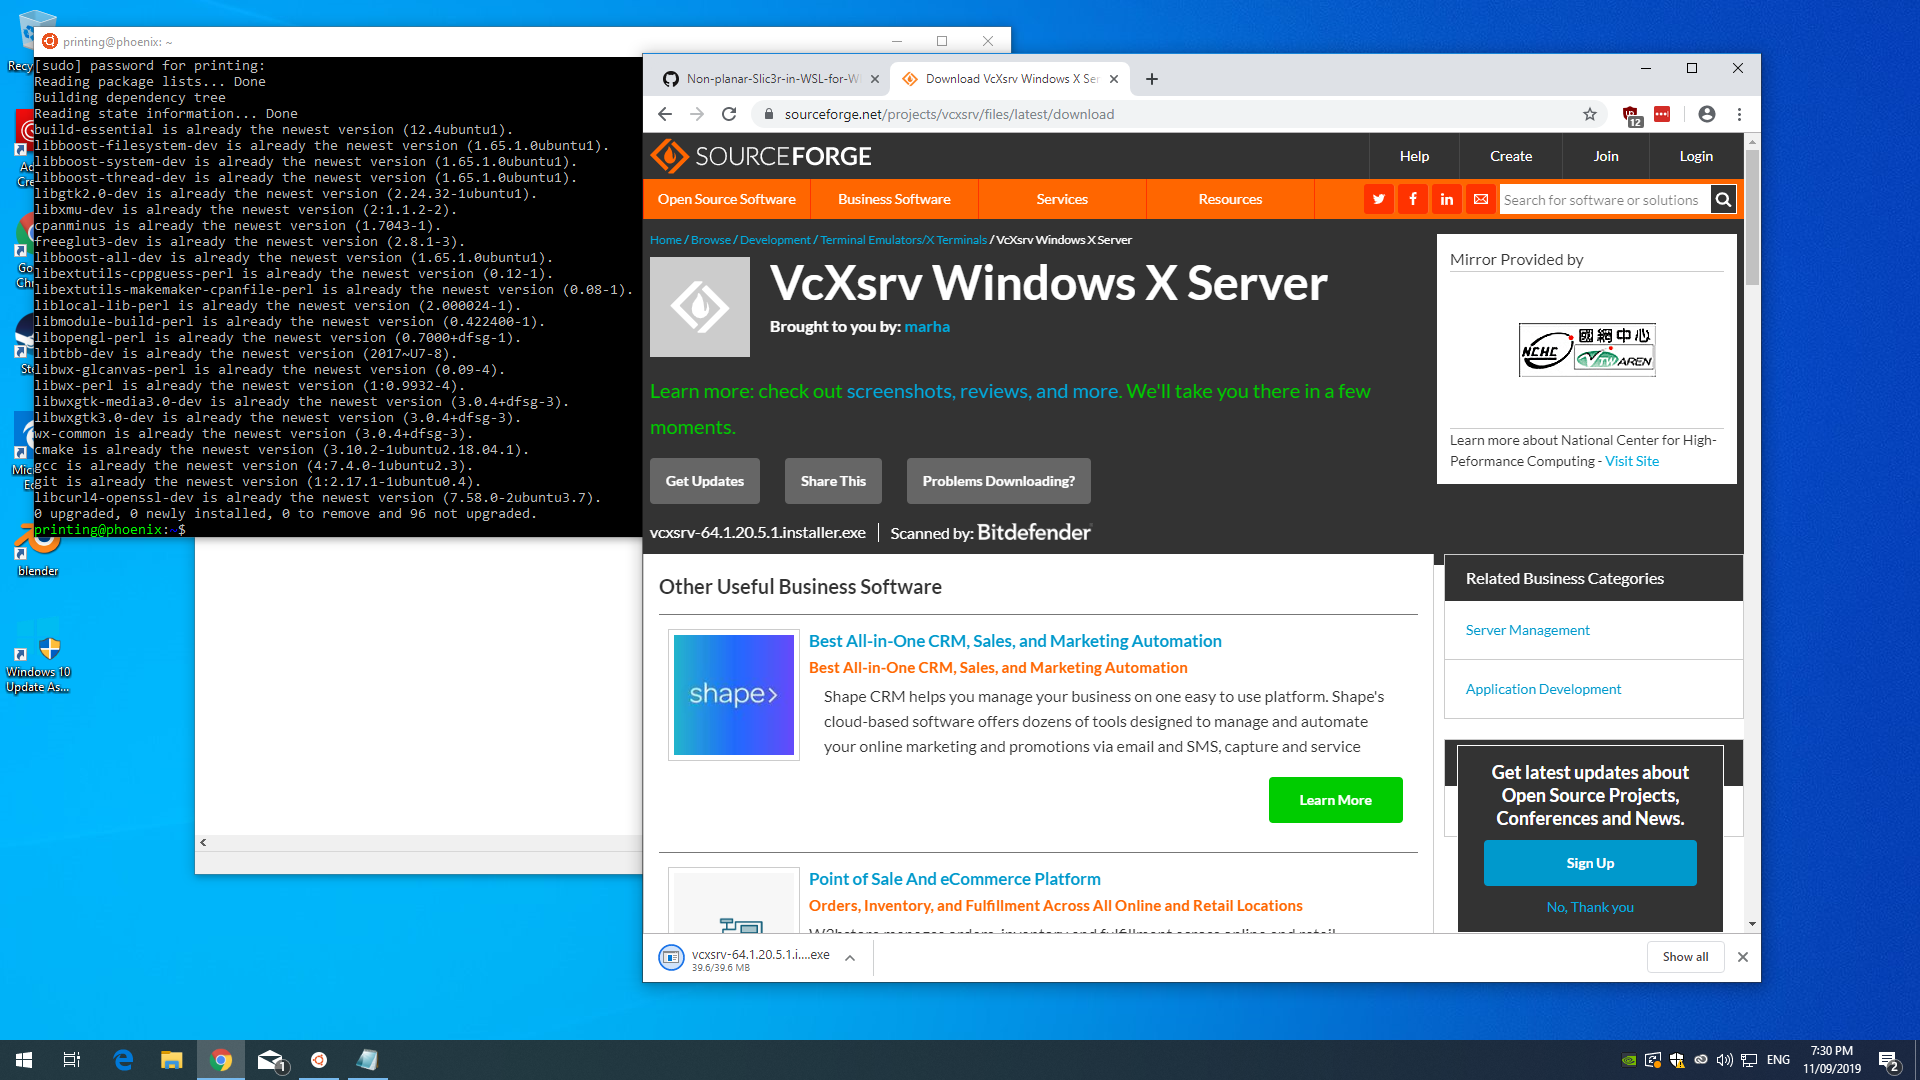 Recy
printing@phoenix: ~
[sudo] password for printing:
Reading package lists... Done
Building dependency tree
Reading state information... Done
build-essential is already the newest version (12.4ubuntu1).
libboost-filesystem-dev is already the newest version (1.65.1.0ubuntu1).
libboost-system-dev is already the newest version (1.65.1.0ubuntu1).
libboost-thread-dev is already the newest version (1.65.1.0ubuntu1).
libgtk2.0-dev is already the newest version (2.24.32-1ubuntu1).
libxmu-dev is already the newest version (2:1.1.2-2).
cpanminus is already the newest version (1.7043-1).
freeglut3-dev is already the newest version (2.8.1-3).
libboost-all-dev is already the newest version (1.65.1.0ubuntu1).
libextutils-cppguess-perl is already the newest version (0.12-1).
libextutils-makemaker-cpanfile-perl is already the newest version (0.08-1).
liblocal-lib-perl is already the newest version (2.000024-1).
libmodule-build-perl is already the newest version (0.422400-1).
libopengl-perl is already the newest version (0.7000+dfsg-1).
libtbb-dev is already the newest version (2017~U7-8).
libwx-glcanvas-perl is already the newest version (0.09-4).
libwx-perl is already the newest version (1:0.9932-4).
libwxgtk-media3.0-dev is already the newest version (3.0.4+dfsg-3).
libwxgtk3.0-dev is already the newest version (3.0.4+dfsg-3).
wx-common is already the newest version (3.0.4+dfsg-3).
cmake is already the newest version (3.10.2-1ubuntu2.18.04.1).
gcc is already the newest version (4:7.4.0-1ubuntu2.3).
git is already the newest version (1:2.17.1-1ubuntu0.4).
libcurl4-openssl-dev is already the newest version (7.58.0-2ubuntu3.7).
0 upgraded, 0 newly installed, 0 to remove and 96 not upgraded.
printing@phoenix:~$
blender
Windows 10
Update As...
Non-planar-Slic3r-in-WSL-for-W
Download VcXsrv Windows X Ser
sourceforge.net/projects/vcxsrv/files/latest/download
12
SOURCEFORGE
Help
Create
Join
Login
Open Source Software
Business Software
Services
Resources
Search for software or solutions
Home / Browse / Development / Terminal Emulators/X Terminals / VcXsrv Windows X Server
VcXsrv Windows X Server
Brought to you by: marha
Learn more: check out screenshots, reviews, and more. We'll take you there in a few
moments.
Get Updates
Share This
Problems Downloading?
vcxsrv-64.1.20.5.1.installer.exe
Scanned by: Bitdefender
Mirror Provided by
NCHC
國網中心
TWAREN
Learn more about National Center for High-
Peformance Computing - Visit Site
Other Useful Business Software
shape>
Best All-in-One CRM, Sales, and Marketing Automation
Best All-in-One CRM, Sales, and Marketing Automation
Shape CRM helps you manage your business on one easy to use platform. Shape's
cloud-based software offers dozens of tools designed to manage and automate
your online marketing and promotions via email and SMS, capture and service
Learn More
Point of Sale And eCommerce Platform
Orders, Inventory, and Fulfillment Across All Online and Retail Locations
Related Business Categories
Server Management
Application Development
Get latest updates about
Open Source Projects,
Conferences and News.
Sign Up
No, Thank you
vcxsrv-64.1.20.5.1.i....exe
39.6/39.6 MB
Show all
1
ENG
7:30 PM
11/09/2019
2